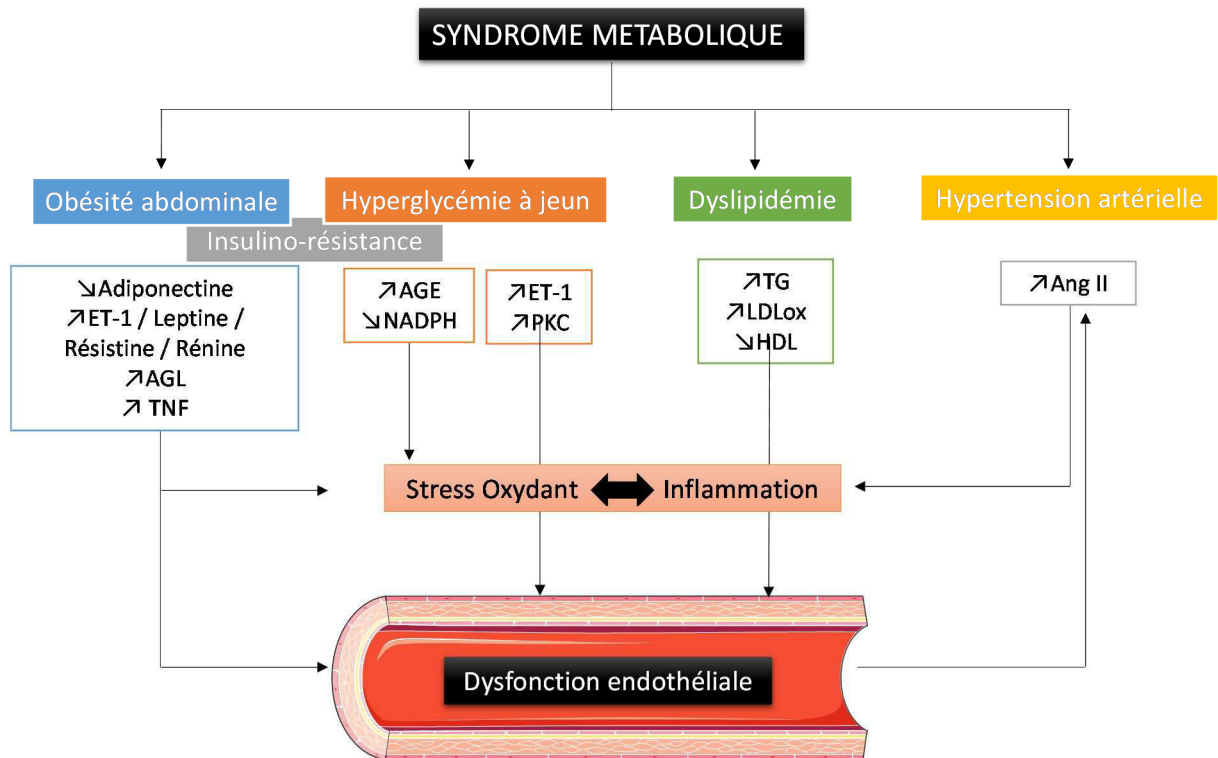 SYNDROME METABOLIQUE
Obésité abdominale
Hyperglycémie à jeun
Dyslipidémie
Hypertension artérielle
Insulino-résistance
↘Adiponectine
↗ET-1 / Leptine /
Résistine / Rénine
↗AGL
↗ TNF
↗AGE
↘NADPH
↗ET-1
↗PKC
↗TG
↗LDLox
↘HDL
↗Ang II
Stress Oxydant
Inflammation
Dysfonction endothéliale